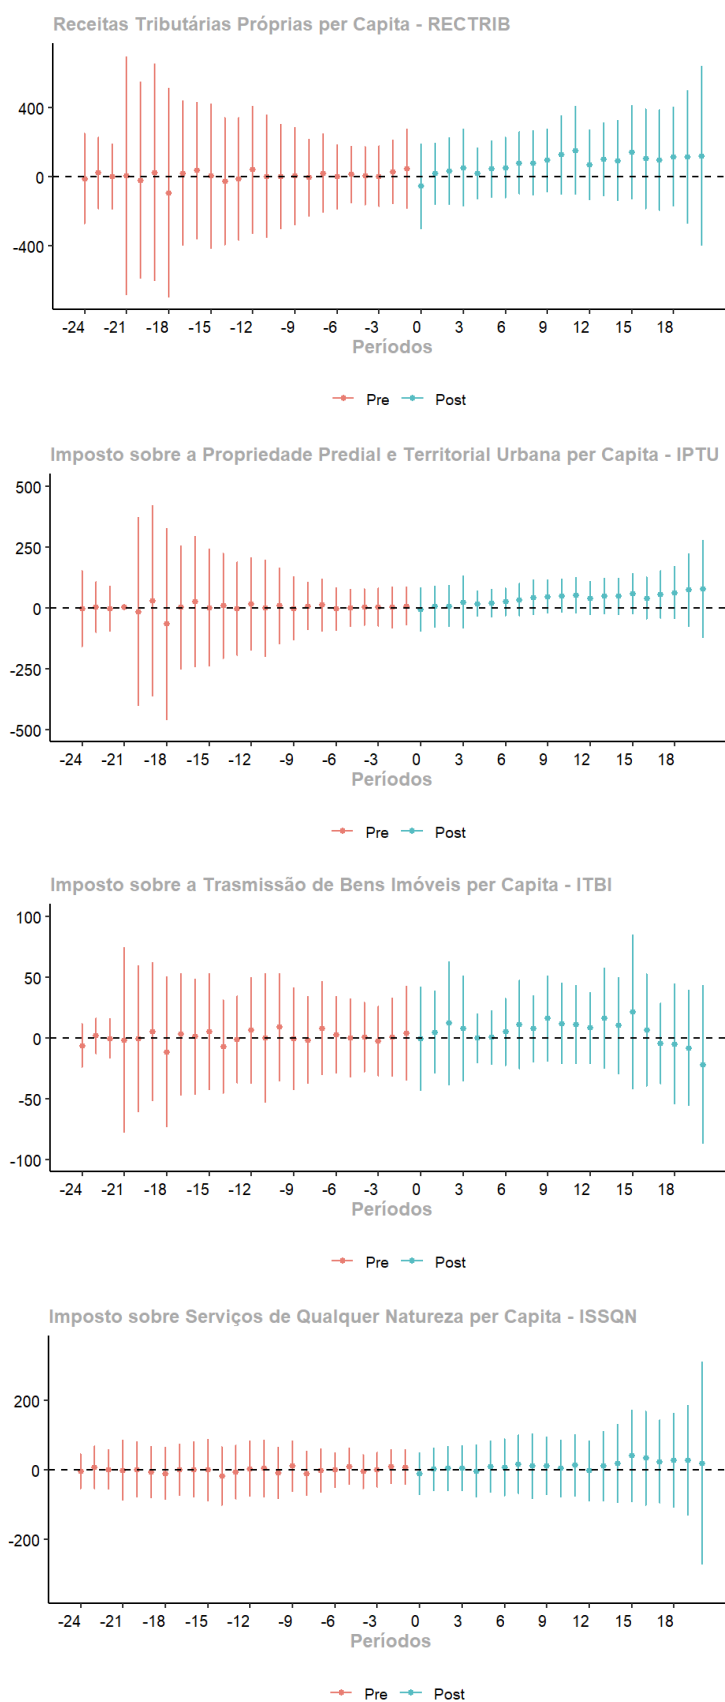 Receitas Tributárias Próprias per Capita - RECTRIB
400
0
-400
-24 -21 -18 -15 -12 -9 -6 -3 0 3 6 9 12 15 18
Períodos
Pre Post
Imposto sobre a Propriedade Predial e Territorial Urbana per Capita - IPTU
500
250
0
-250
-500
-24 -21 -18 -15 -12 -9 -6 -3 0 3 6 9 12 15 18
Períodos
Pre Post
Imposto sobre a Trasmissão de Bens Imóveis per Capita - ITBI
100
50
0
-50
-100
-24 -21 -18 -15 -12 -9 -6 -3 0 3 6 9 12 15 18
Períodos
Pre Post
Imposto sobre Serviços de Qualquer Natureza per Capita - ISSQN
200
0
-200
-24 -21 -18 -15 -12 -9 -6 -3 0 3 6 9 12 15 18
Períodos
Pre Post